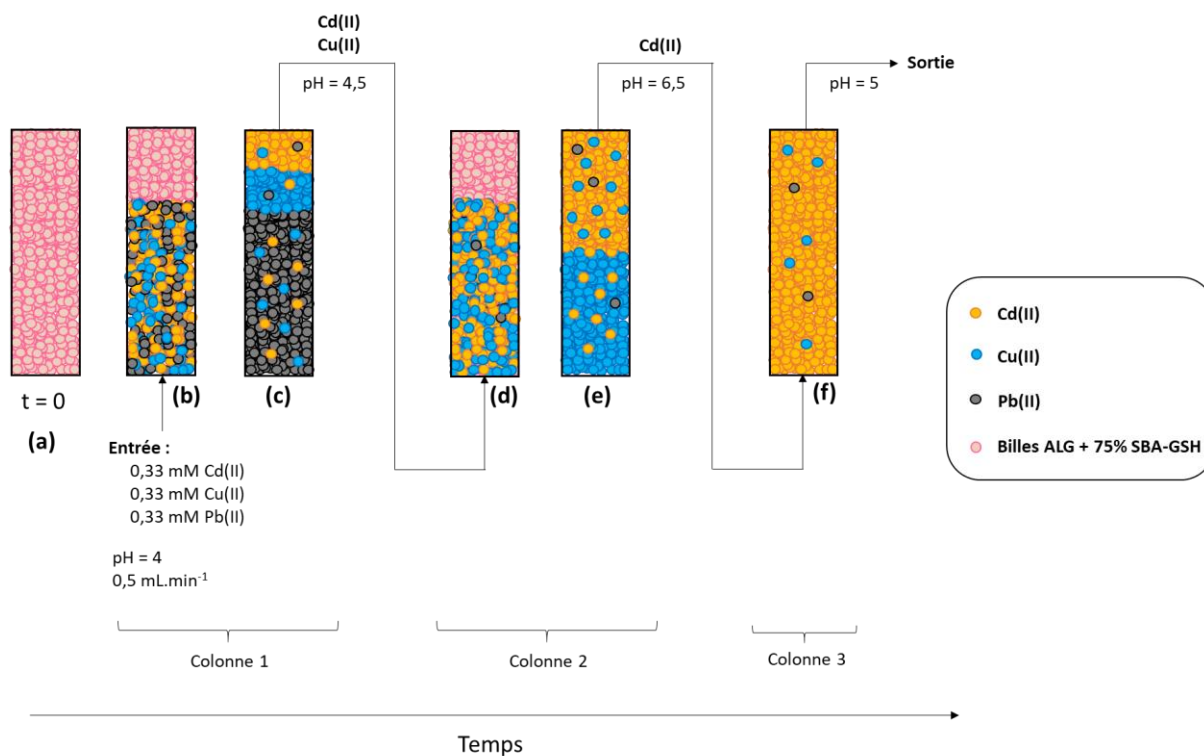 Cd(II)
Cu(II)
pH = 4,5
Cd(II)
pH = 6,5
Sortie
pH = 5
t = 0
(a)
(b)
(c)
(d)
(e)
(f)
Entrée :
0,33 mM Cd(II)
0,33 mM Cu(II)
0,33 mM Pb(II)
pH = 4
0,5 mL.min⁻¹
Cd(II)
Cu(II)
Pb(II)
Billes ALG + 75% SBA-GSH
Colonne 1
Colonne 2
Colonne 3
Temps